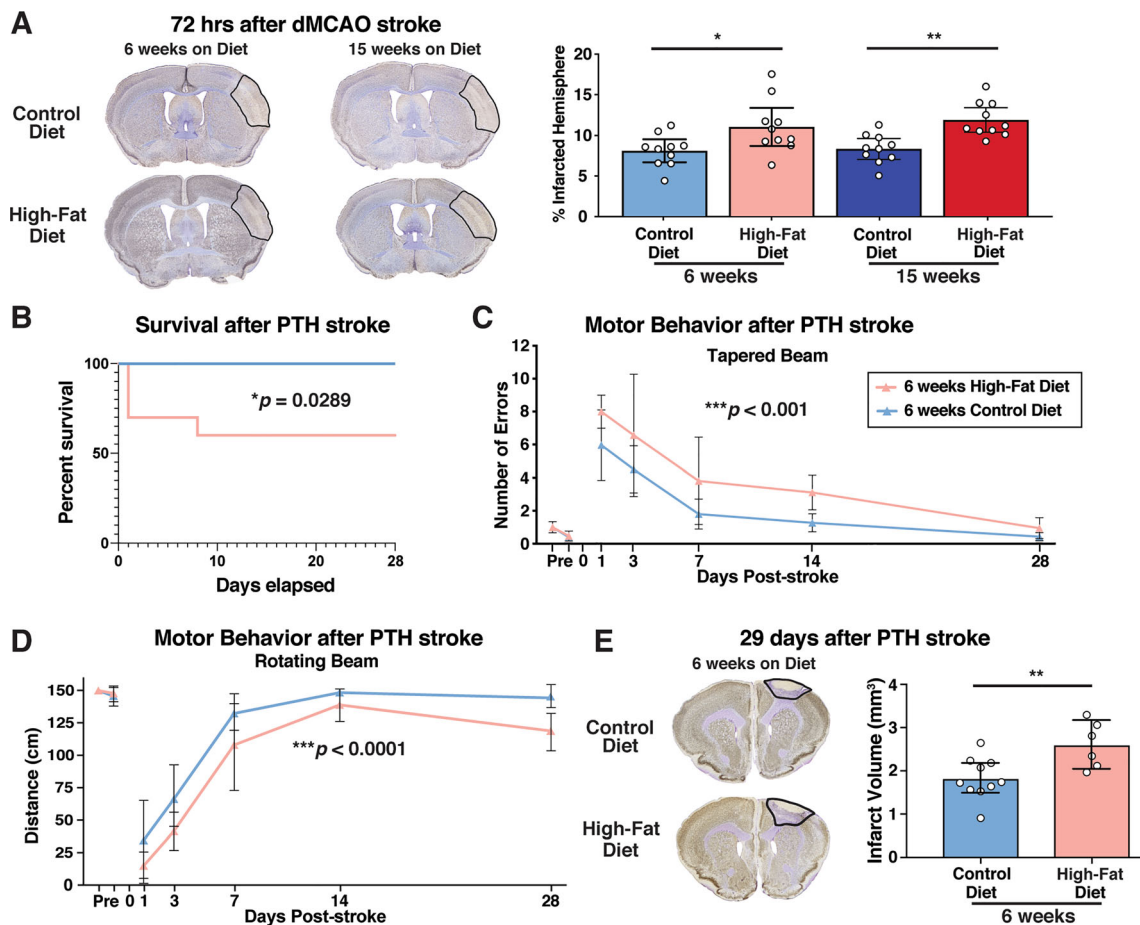 A
72 hrs after dMCAO stroke
6 weeks on Diet
15 weeks on Diet
Control
Diet
High-Fat
Diet
% Infarcted Hemisphere
20
15
10
5
0
*
**
Control
Diet
High-Fat
Diet
Control
Diet
High-Fat
Diet
6 weeks
15 weeks
B
Survival after PTH stroke
Percent survival
100
50
0
*p = 0.0289
0
10
20
28
Days elapsed
C
Motor Behavior after PTH stroke
Tapered Beam
Number of Errors
12
10
8
6
4
2
0
***p < 0.001
6 weeks High-Fat Diet
6 weeks Control Diet
Pre 0 1 3 7 14 28
Days Post-stroke
D
Motor Behavior after PTH stroke
Rotating Beam
Distance (cm)
150
125
100
75
50
25
0
***p < 0.0001
Pre 0 1 3 7 14 28
Days Post-stroke
E
29 days after PTH stroke
6 weeks on Diet
Control
Diet
High-Fat
Diet
Infarct Volume (mm³)
4
3
2
1
0
**
Control
Diet
High-Fat
Diet
6 weeks